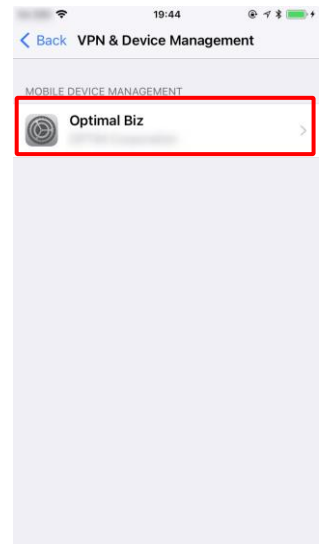 19:44
Back VPN & Device Management
MOBILE DEVICE MANAGEMENT
Optimal Biz